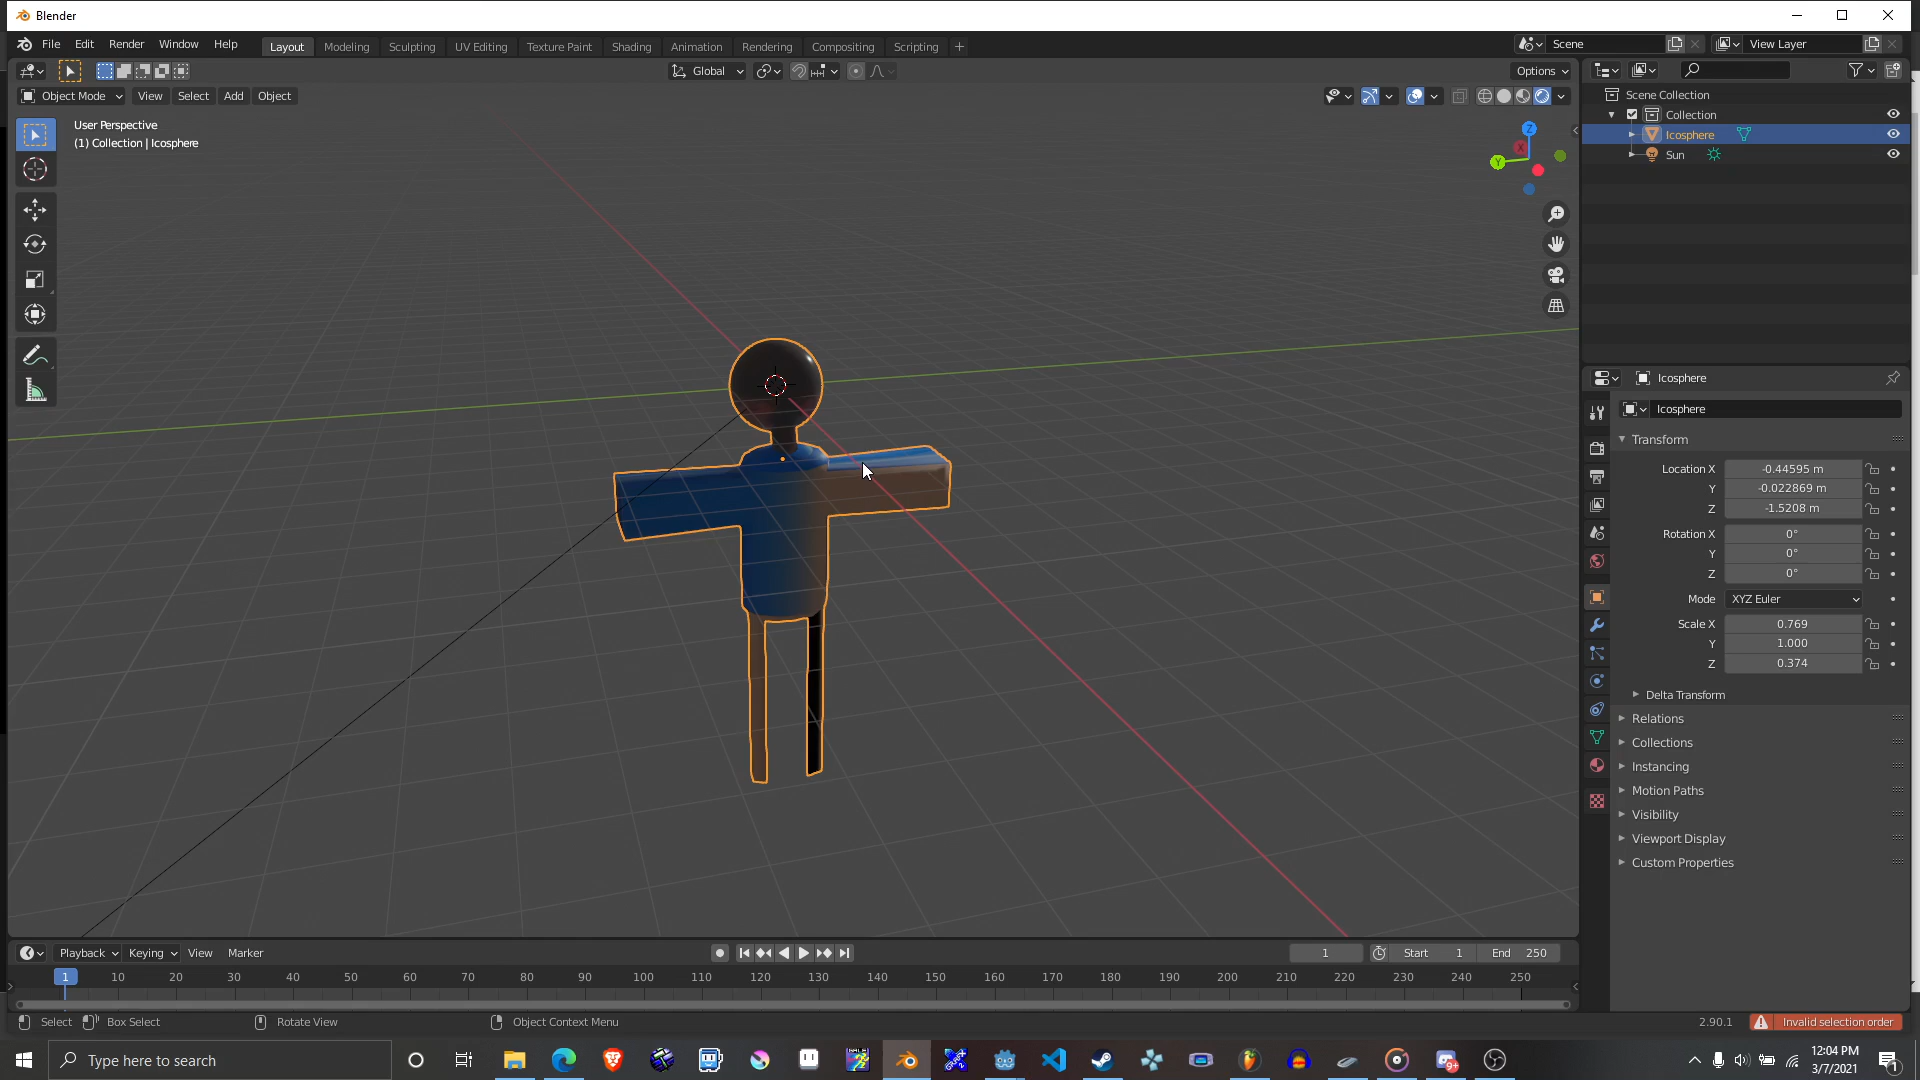 Blender
File Edit Render Window Help Layout Modeling Sculpting UV Editing Texture Paint Shading Animation Rendering Compositing Scripting + Scene View Layer
Global Options
Object Mode View Select Add Object
User Perspective
(1) Collection | Icosphere
Z
X
Y
Scene Collection
Collection
Icosphere
Sun
Icosphere
Icosphere
Transform
Location X -0.44595 m
Y -0.022869 m
Z -1.5208 m
Rotation X 0°
Y 0°
Z 0°
Mode XYZ Euler
Scale X 0.769
Y 1.000
Z 0.374
Delta Transform
Relations
Collections
Instancing
Motion Paths
Visibility
Viewport Display
Custom Properties
Playback Keying View Marker 1 Start 1 End 250
1 10 20 30 40 50 60 70 80 90 100 110 120 130 140 150 160 170 180 190 200 210 220 230 240 250
Select Box Select Rotate View Object Context Menu 2.90.1 Invalid selection order
Type here to search
12:04 PM
3/7/2021